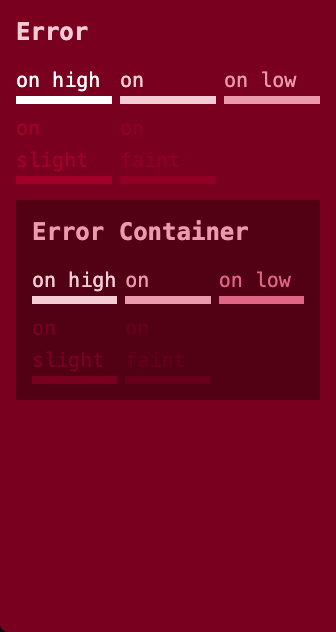 Error
on high on on low
on on
slight faint
Error Container
on high on on low
on on
slight faint